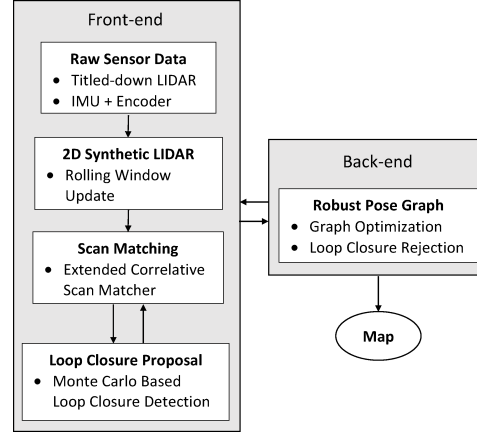 Front-end
Raw Sensor Data
• Titled-down LIDAR
• IMU + Encoder
2D Synthetic LIDAR
• Rolling Window
Update
Scan Matching
• Extended Correlative
Scan Matcher
Loop Closure Proposal
• Monte Carlo Based
Loop Closure Detection
Back-end
Robust Pose Graph
• Graph Optimization
• Loop Closure Rejection
Map